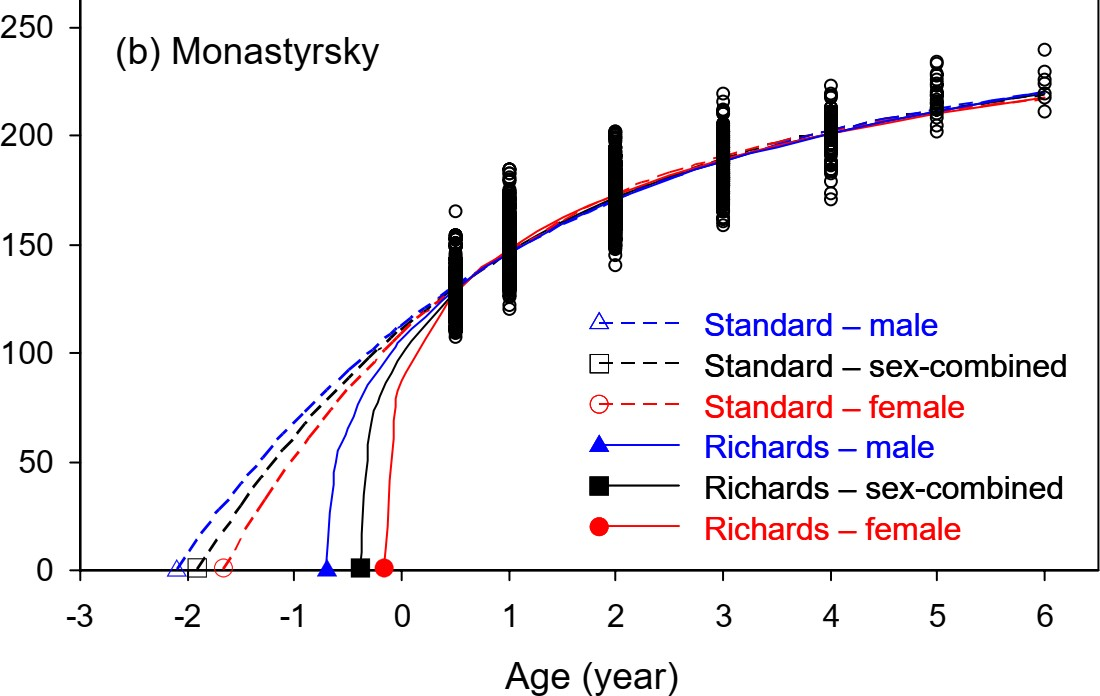 250
(b) Monastyrsky
200
150
Standard – male
100
Standard – sex-combined
Standard – female
Richards – male
50
Richards – sex-combined
Richards – female
0
-3 -2 -1 0 1 2 3 4 5 6
Age (year)